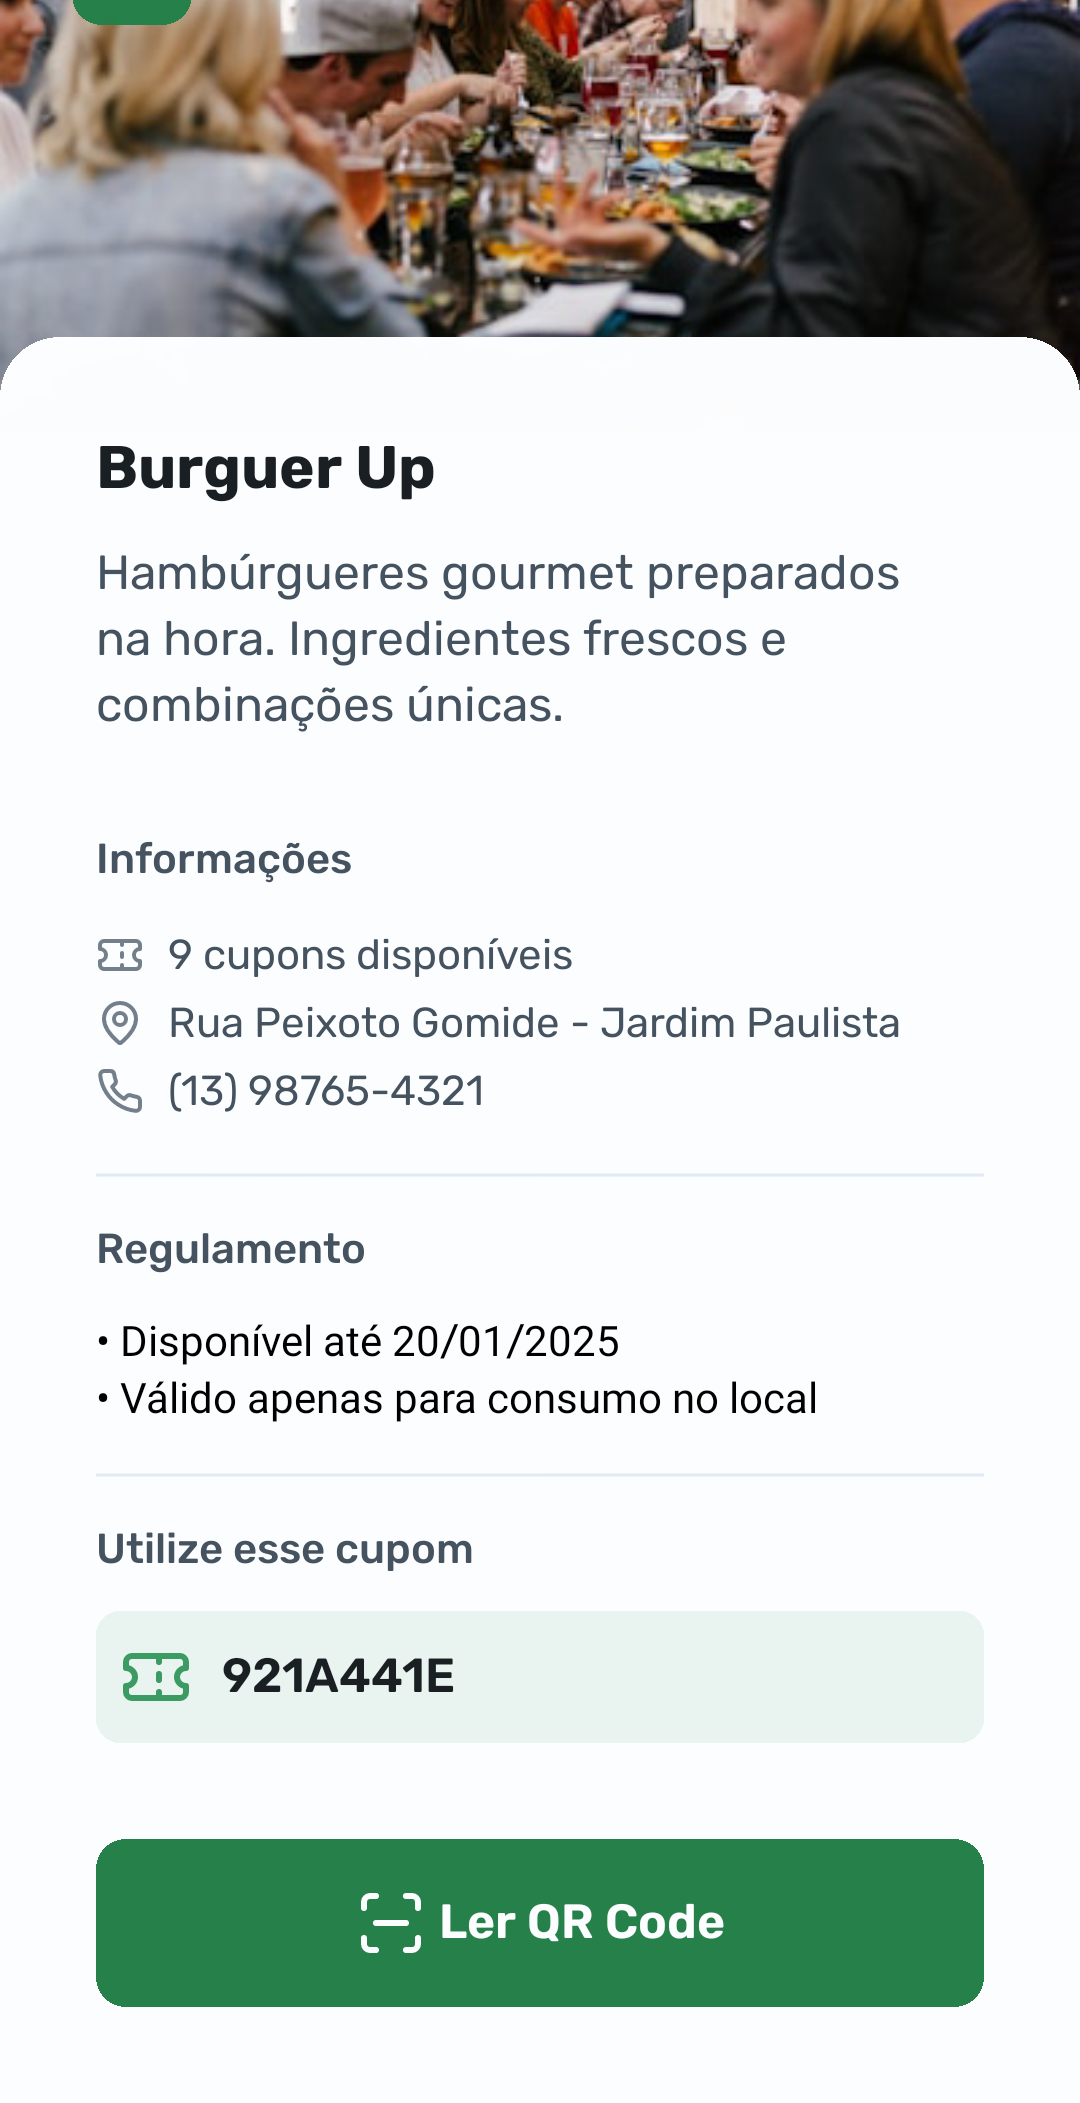 Burguer Up
Hambúrgueres gourmet preparados
na hora. Ingredientes frescos e
combinações únicas.
Informações
9 cupons disponíveis
Rua Peixoto Gomide - Jardim Paulista
(13) 98765-4321
Regulamento
• Disponível até 20/01/2025
• Válido apenas para consumo no local
Utilize esse cupom
921A441E
Ler QR Code